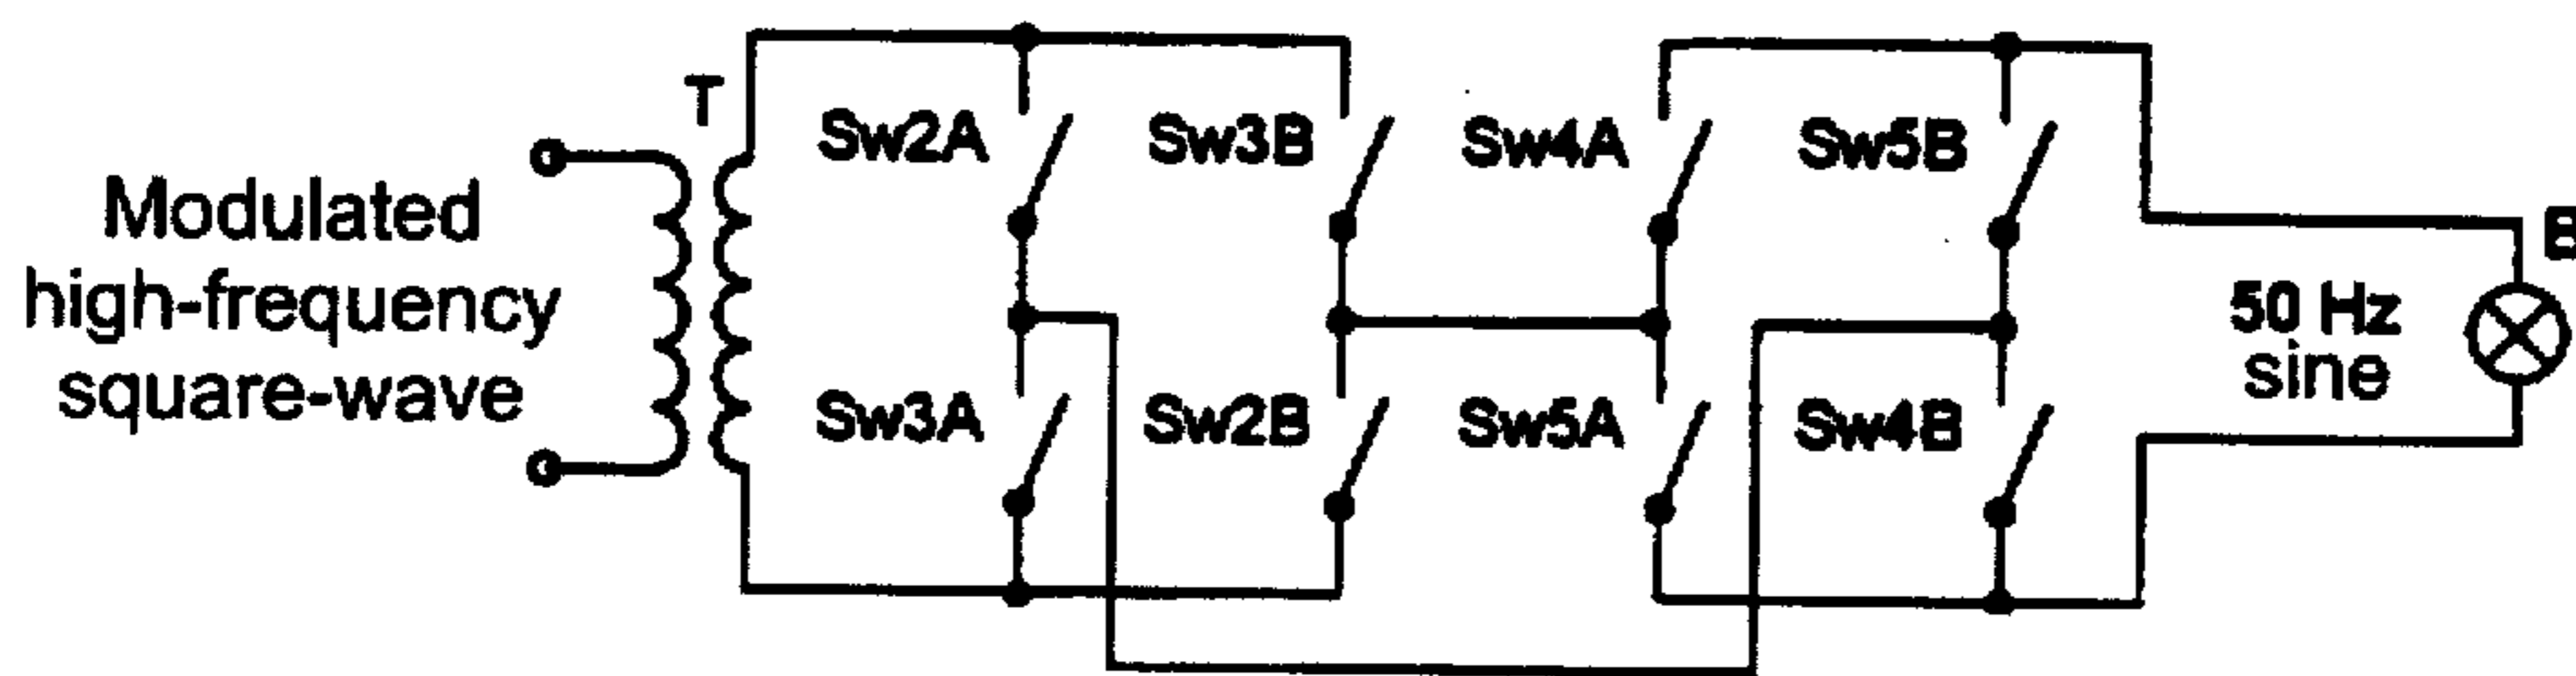 T
Sw2A
Sw3B
Sw4A
Sw5B
Modulated
high-frequency
square-wave
B
50 Hz
sine
Sw3A
Sw2B
Sw5A
Sw4B